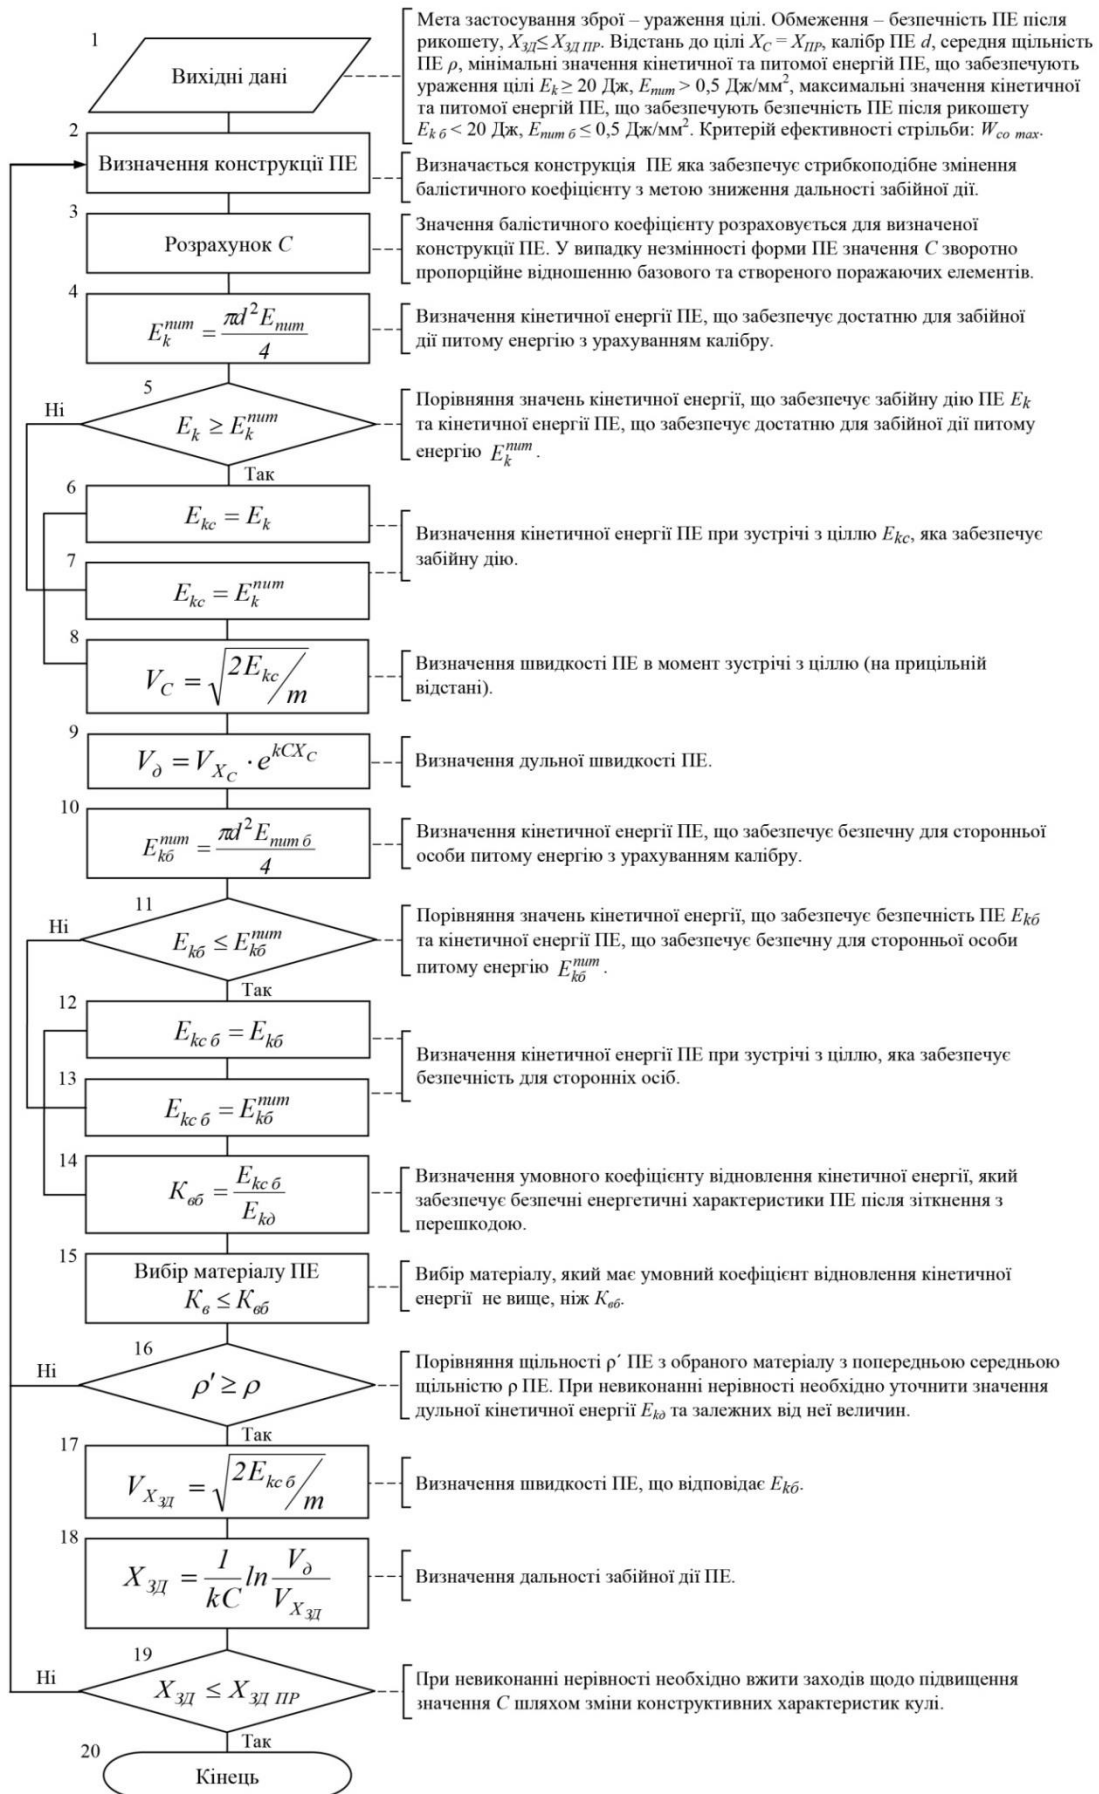 1
Вихідні дані
Мета застосування зброї – ураження цілі. Обмеження – безпечність ПЕ після
рикошету, X_ЗД ≤ X_ЗД ПР. Відстань до цілі X_С = X_ПР, калібр ПЕ d, середня щільність
ПЕ ρ, мінімальні значення кінетичної та питомої енергій ПЕ, що забезпечують
ураження цілі E_k ≥ 20 Дж, E_пит > 0,5 Дж/мм², максимальні значення кінетичної
та питомої енергій ПЕ, що забезпечують безпечність ПЕ після рикошету
E_k б < 20 Дж, E_пит б ≤ 0,5 Дж/мм². Критерій ефективності стрільби: W_co max.
2
Визначення конструкції ПЕ
Визначається конструкція ПЕ яка забезпечує стрибкоподібне змінення
балістичного коефіцієнту з метою зниження дальності забійної дії.
3
Розрахунок C
Значення балістичного коефіцієнту розраховується для визначеної
конструкції ПЕ. У випадку незмінності форми ПЕ значення C зворотно
пропорційне відношенню базового та створеного поражаючих елементів.
4
E_k^пит = πd²E_пит / 4
Визначення кінетичної енергії ПЕ, що забезпечує достатню для забійної
дії питому енергію з урахуванням калібру.
5
Ні
E_k ≥ E_k^пит
Так
Порівняння значень кінетичної енергії, що забезпечує забійну дію ПЕ E_k
та кінетичної енергії ПЕ, що забезпечує достатню для забійної дії питому
енергію E_k^пит.
6
E_kc = E_k
7
E_kc = E_k^пит
Визначення кінетичної енергії ПЕ при зустрічі з ціллю E_kc, яка забезпечує
забійну дію.
8
V_C = √(2E_kc / m)
Визначення швидкості ПЕ в момент зустрічі з ціллю (на прицільній
відстані).
9
V_д = V_X_C · e^kCX_C
Визначення дульної швидкості ПЕ.
10
E_kб^пит = πd²E_пит б / 4
Визначення кінетичної енергії ПЕ, що забезпечує безпечну для сторонньої
особи питому енергію з урахуванням калібру.
11
Ні
E_kб ≤ E_kб^пит
Так
Порівняння значень кінетичної енергії, що забезпечує безпечність ПЕ E_kб
та кінетичної енергії ПЕ, що забезпечує безпечну для сторонньої особи
питому енергію E_kб^пит.
12
E_kc б = E_kб
13
E_kc б = E_kб^пит
Визначення кінетичної енергії ПЕ при зустрічі з ціллю, яка забезпечує
безпечність для сторонніх осіб.
14
K_вб = E_kc б / E_kд
Визначення умовного коефіцієнту відновлення кінетичної енергії, який
забезпечує безпечні енергетичні характеристики ПЕ після зіткнення з
перешкодою.
15
Вибір матеріалу ПЕ
K_в ≤ K_вб
Вибір матеріалу, який має умовний коефіцієнт відновлення кінетичної
енергії не вище, ніж K_вб.
16
Ні
ρ' ≥ ρ
Так
Порівняння щільності ρ′ ПЕ з обраного матеріалу з попередньою середньою
щільністю ρ ПЕ. При невиконанні нерівності необхідно уточнити значення
дульної кінетичної енергії E_kд та залежних від неї величин.
17
V_X_ЗД = √(2E_kc б / m)
Визначення швидкості ПЕ, що відповідає E_kб.
18
X_ЗД = 1/kC ln V_д / V_X_ЗД
Визначення дальності забійної дії ПЕ.
19
Ні
X_ЗД ≤ X_ЗД ПР
Так
При невиконанні нерівності необхідно вжити заходів щодо підвищення
значення C шляхом зміни конструктивних характеристик кулі.
20
Кінець